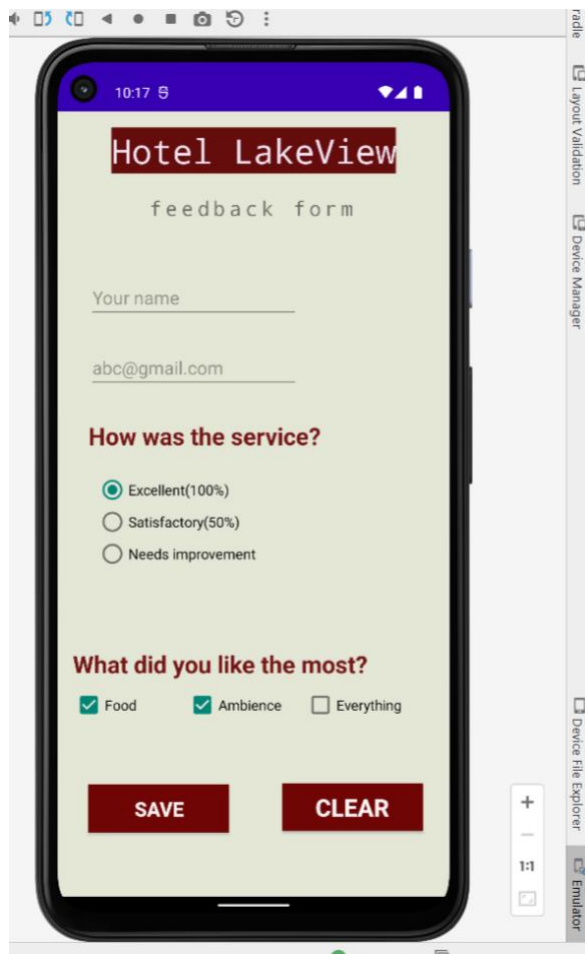 10:17
Hotel LakeView
feedback form
Your name
abc@gmail.com
How was the service?
Excellent(100%)
Satisfactory(50%)
Needs improvement
What did you like the most?
Food Ambience Everything
SAVE CLEAR
radle
Layout Validation
Device Manager
Device File Explorer
1:1
Emulator